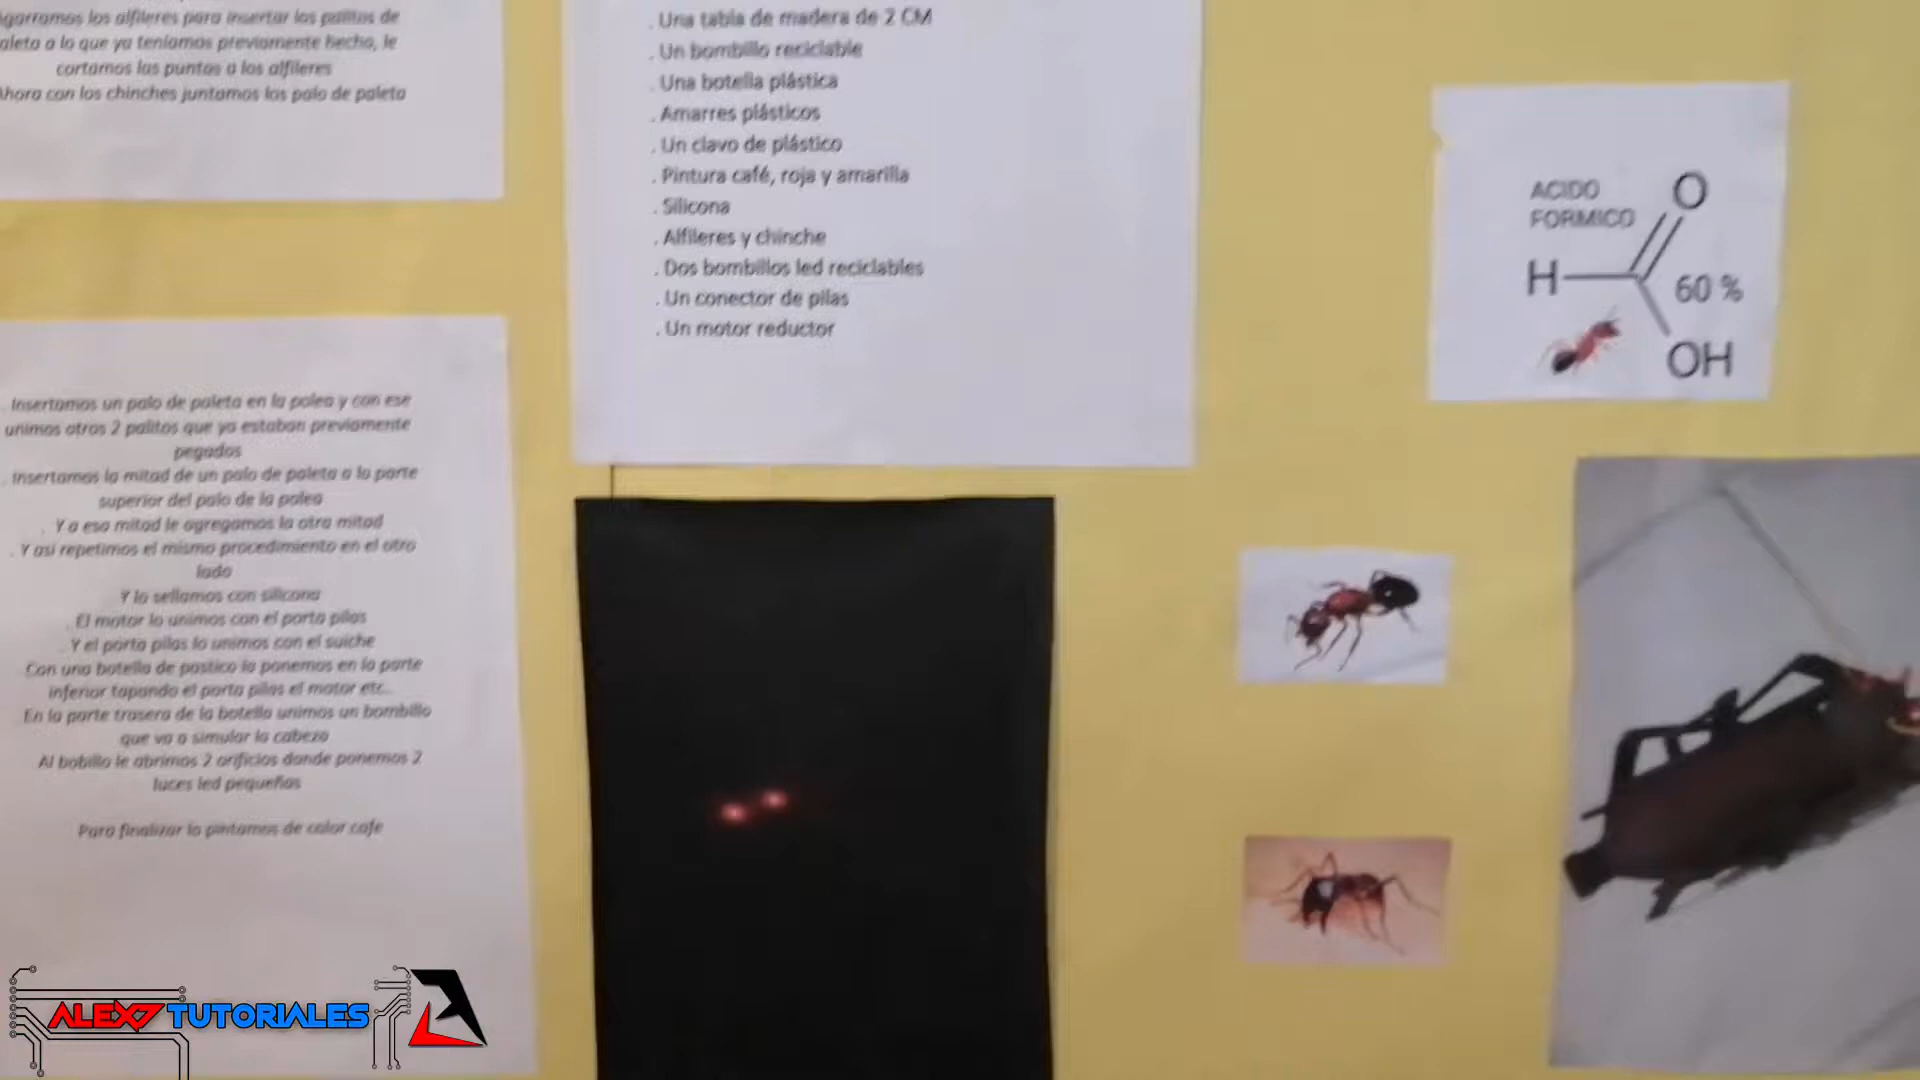 Agarramos los alfileres para insertar los palitos de
paleta a lo que ya teniamos previamente hecho, le
cortamos las puntas a los alfileres
Ahora con los chinches juntamos los palo de paleta
. Insertamos un palo de paleta en la polea y con ese
unimos otros 2 palitos que ya estaban previamente
pegados
. Insertamos la mitad de un palo de paleta a la parte
superior del palo de la polea
. Y a esa mitad le agregamos la otra mitad
. Y asi repetimos el mismo procedimiento en el otro
lado
Y lo sellamos con silicona
. El motor lo unimos con el porta pilas
. Y el porta pilas lo unimos con el suiche
Con una botella de pastico la ponemos en la parte
inferior tapando el porta pilas el motor etc..
. En la parte trasera de la botella unimos un bombillo
que va a simular la cabeza
Al bobillo le abrimos 2 orificios donde ponemos 2
luces led pequeñas
Para finalizar la pintamos de color cafe
. Una tabla de madera de 2 CM
. Un bombillo reciclable
. Una botella plástica
. Amarres plásticos
. Un clavo de plástico
. Pintura café, roja y amarilla
. Silicona
. Alfileres y chinche
. Dos bombillos led reciclables
. Un conector de pilas
. Un motor reductor
ACIDO
FORMICO
O
H
60 %
OH
ALEX7 TUTORIALES